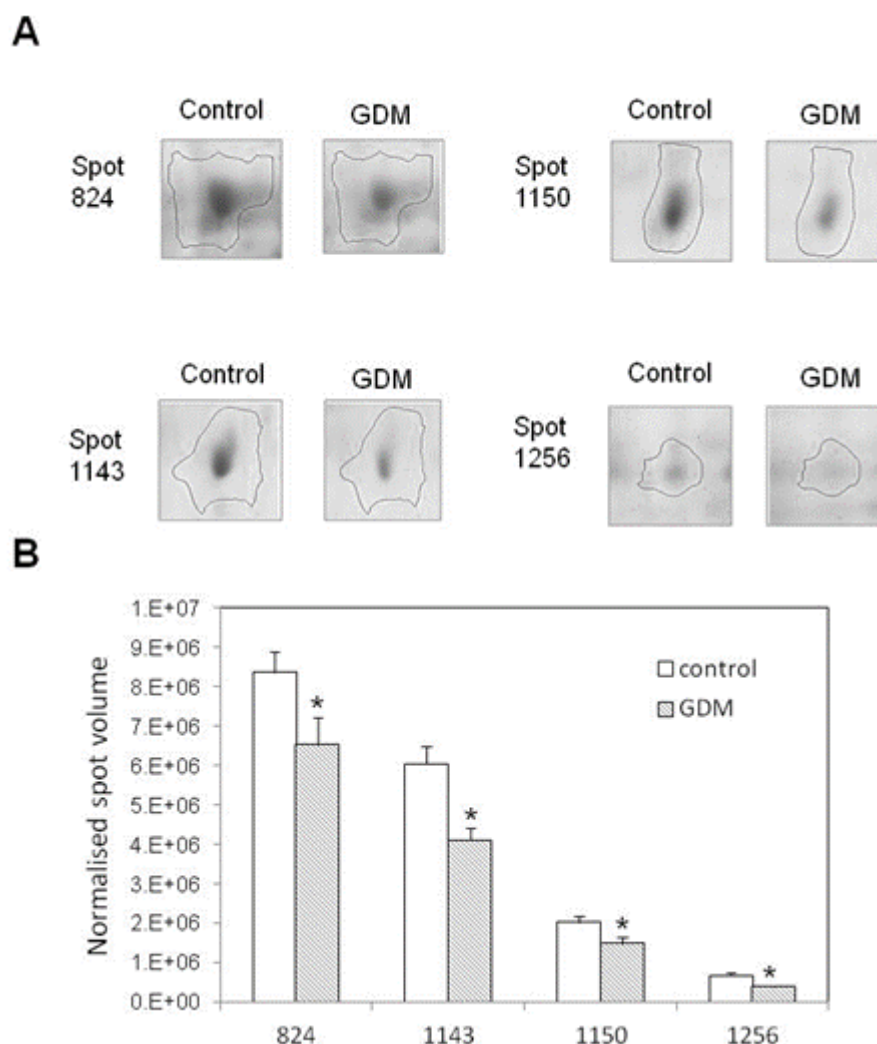 A
Control GDM
Spot
824
Control GDM
Spot
1150
Control GDM
Spot
1143
Control GDM
Spot
1256
B
Normalised spot volume
1.E+07
9.E+06
8.E+06
7.E+06
6.E+06
5.E+06
4.E+06
3.E+06
2.E+06
1.E+06
0.E+00
control
GDM
*
*
*
*
824 1143 1150 1256